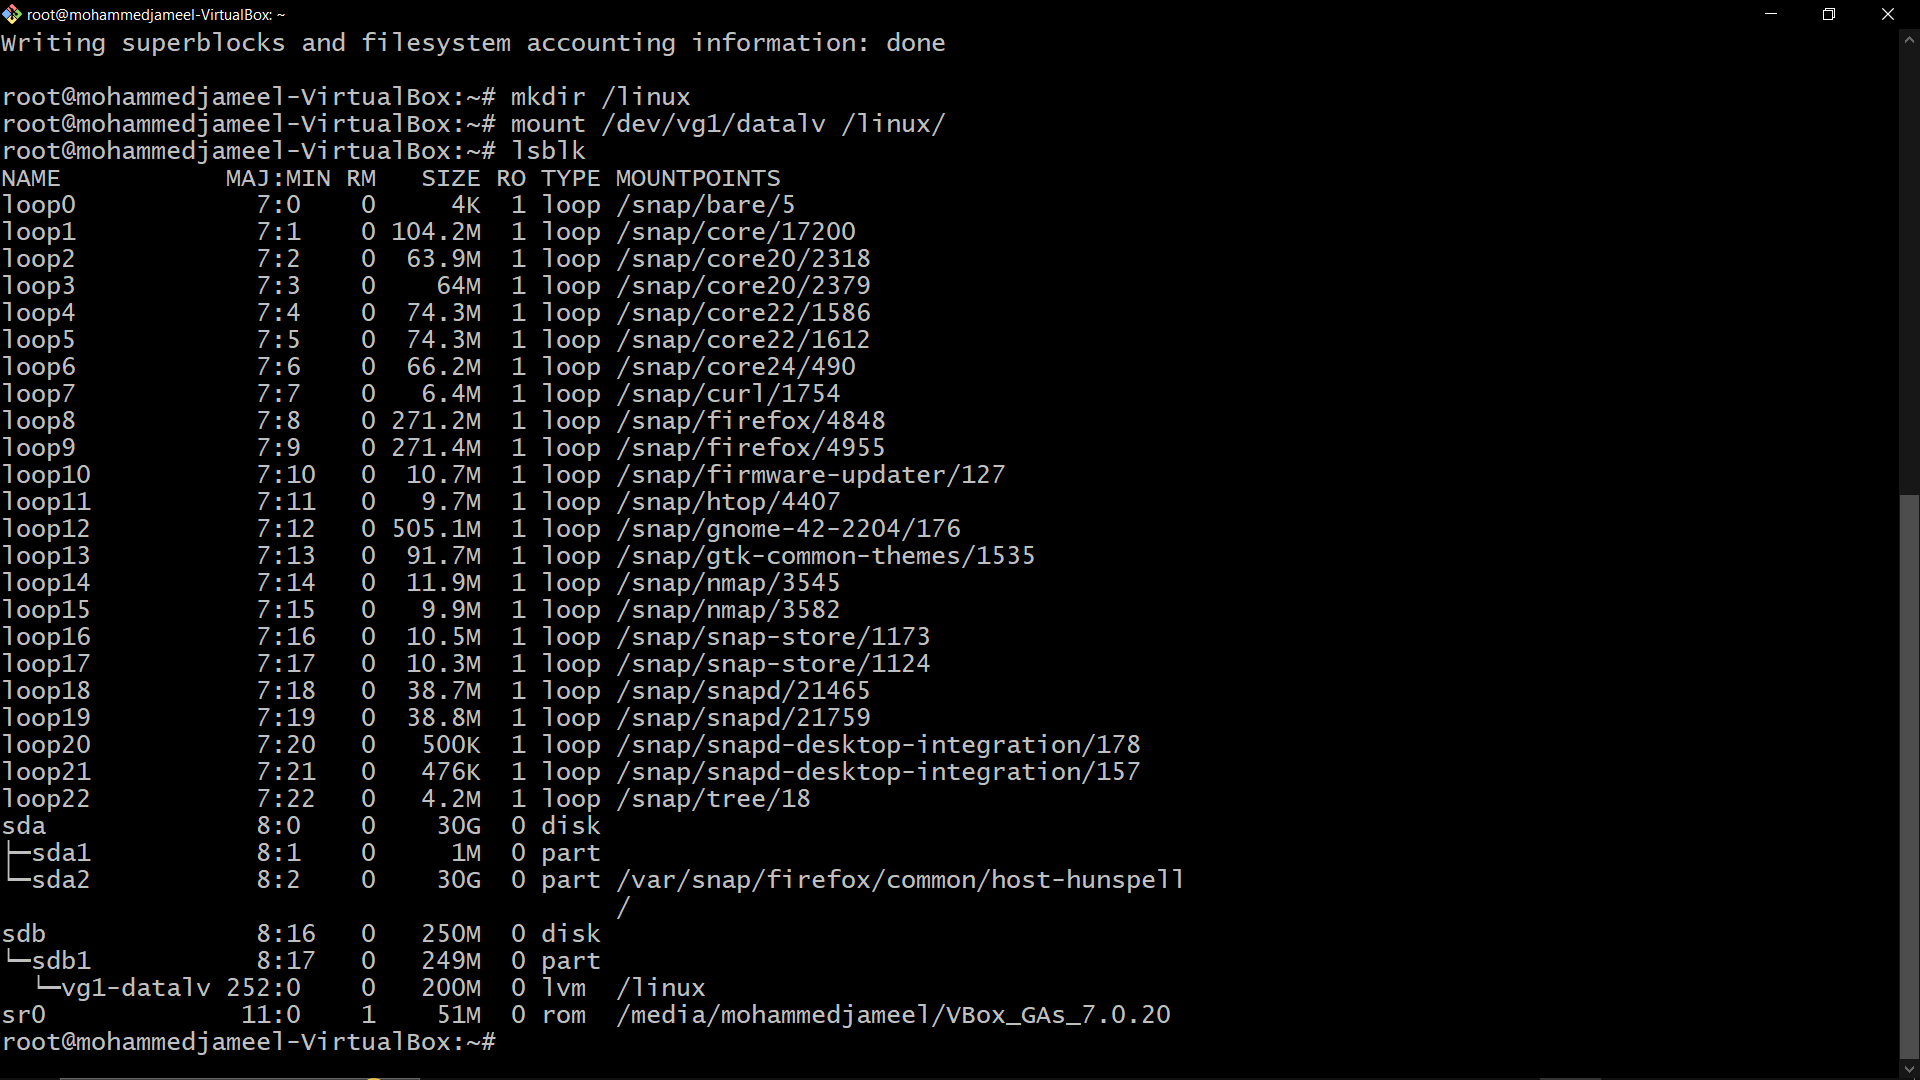 root@mohammedjameel-VirtualBox: ~
Writing superblocks and filesystem accounting information: done
root@mohammedjameel-VirtualBox:~# mkdir /linux
root@mohammedjameel-VirtualBox:~# mount /dev/vg1/datalv /linux/
root@mohammedjameel-VirtualBox:~# lsblk
NAME           MAJ:MIN RM   SIZE RO TYPE MOUNTPOINTS
loop0            7:0    0     4K  1 loop /snap/bare/5
loop1            7:1    0 104.2M  1 loop /snap/core/17200
loop2            7:2    0  63.9M  1 loop /snap/core20/2318
loop3            7:3    0    64M  1 loop /snap/core20/2379
loop4            7:4    0  74.3M  1 loop /snap/core22/1586
loop5            7:5    0  74.3M  1 loop /snap/core22/1612
loop6            7:6    0  66.2M  1 loop /snap/core24/490
loop7            7:7    0   6.4M  1 loop /snap/curl/1754
loop8            7:8    0 271.2M  1 loop /snap/firefox/4848
loop9            7:9    0 271.4M  1 loop /snap/firefox/4955
loop10           7:10   0  10.7M  1 loop /snap/firmware-updater/127
loop11           7:11   0   9.7M  1 loop /snap/htop/4407
loop12           7:12   0 505.1M  1 loop /snap/gnome-42-2204/176
loop13           7:13   0  91.7M  1 loop /snap/gtk-common-themes/1535
loop14           7:14   0  11.9M  1 loop /snap/nmap/3545
loop15           7:15   0   9.9M  1 loop /snap/nmap/3582
loop16           7:16   0  10.5M  1 loop /snap/snap-store/1173
loop17           7:17   0  10.3M  1 loop /snap/snap-store/1124
loop18           7:18   0  38.7M  1 loop /snap/snapd/21465
loop19           7:19   0  38.8M  1 loop /snap/snapd/21759
loop20           7:20   0   500K  1 loop /snap/snapd-desktop-integration/178
loop21           7:21   0   476K  1 loop /snap/snapd-desktop-integration/157
loop22           7:22   0   4.2M  1 loop /snap/tree/18
sda              8:0    0    30G  0 disk
├─sda1           8:1    0     1M  0 part
└─sda2           8:2    0    30G  0 part /var/snap/firefox/common/host-hunspell
                                         /
sdb              8:16   0   250M  0 disk
└─sdb1           8:17   0   249M  0 part
  └─vg1-datalv 252:0    0   200M  0 lvm  /linux
sr0             11:0    1    51M  0 rom  /media/mohammedjameel/VBox_GAs_7.0.20
root@mohammedjameel-VirtualBox:~#